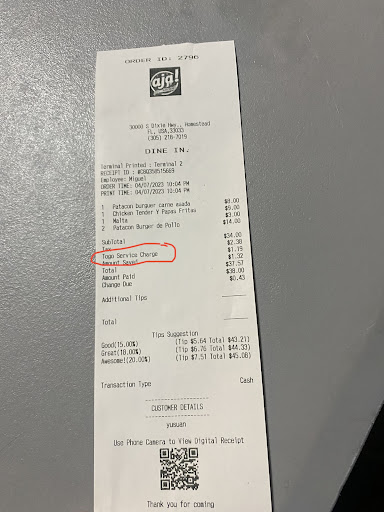 ORDER ID: 2796
aja!
30000 S Dixie Hwy., Homestead
FL, USA,33033
(305) 218-7019
DINE IN.
Terminal Printed : Terminal 2
RECEIPT ID : #C8Q358515669
Employee: Miguel
ORDER TIME: 04/07/2023 10:04 PM
PRINT TIME: 04/07/2023 10:04 PM
1 Patacon burguer carne asada $8.00
1 Chicken Tender Y Papas Fritas $9.00
1 Malta $3.00
2 Patacon Burger de Pollo $14.00
Subtotal $34.00
Tax $2.38
Togo Service Charge $1.19
Amount Saved $1.32
Total $37.57
Amount Paid $38.00
Change Due $0.43
Additional Tips
Total
Tips Suggestion
Good(15.00%) (Tip $5.64 Total $43.21)
Great(18.00%) (Tip $6.76 Total $44.33)
Awesome!(20.00%) (Tip $7.51 Total $45.08)
Transaction Type Cash
CUSTOMER DETAILS
yusuan
Use Phone Camera to View Digital Receipt
Thank you for coming